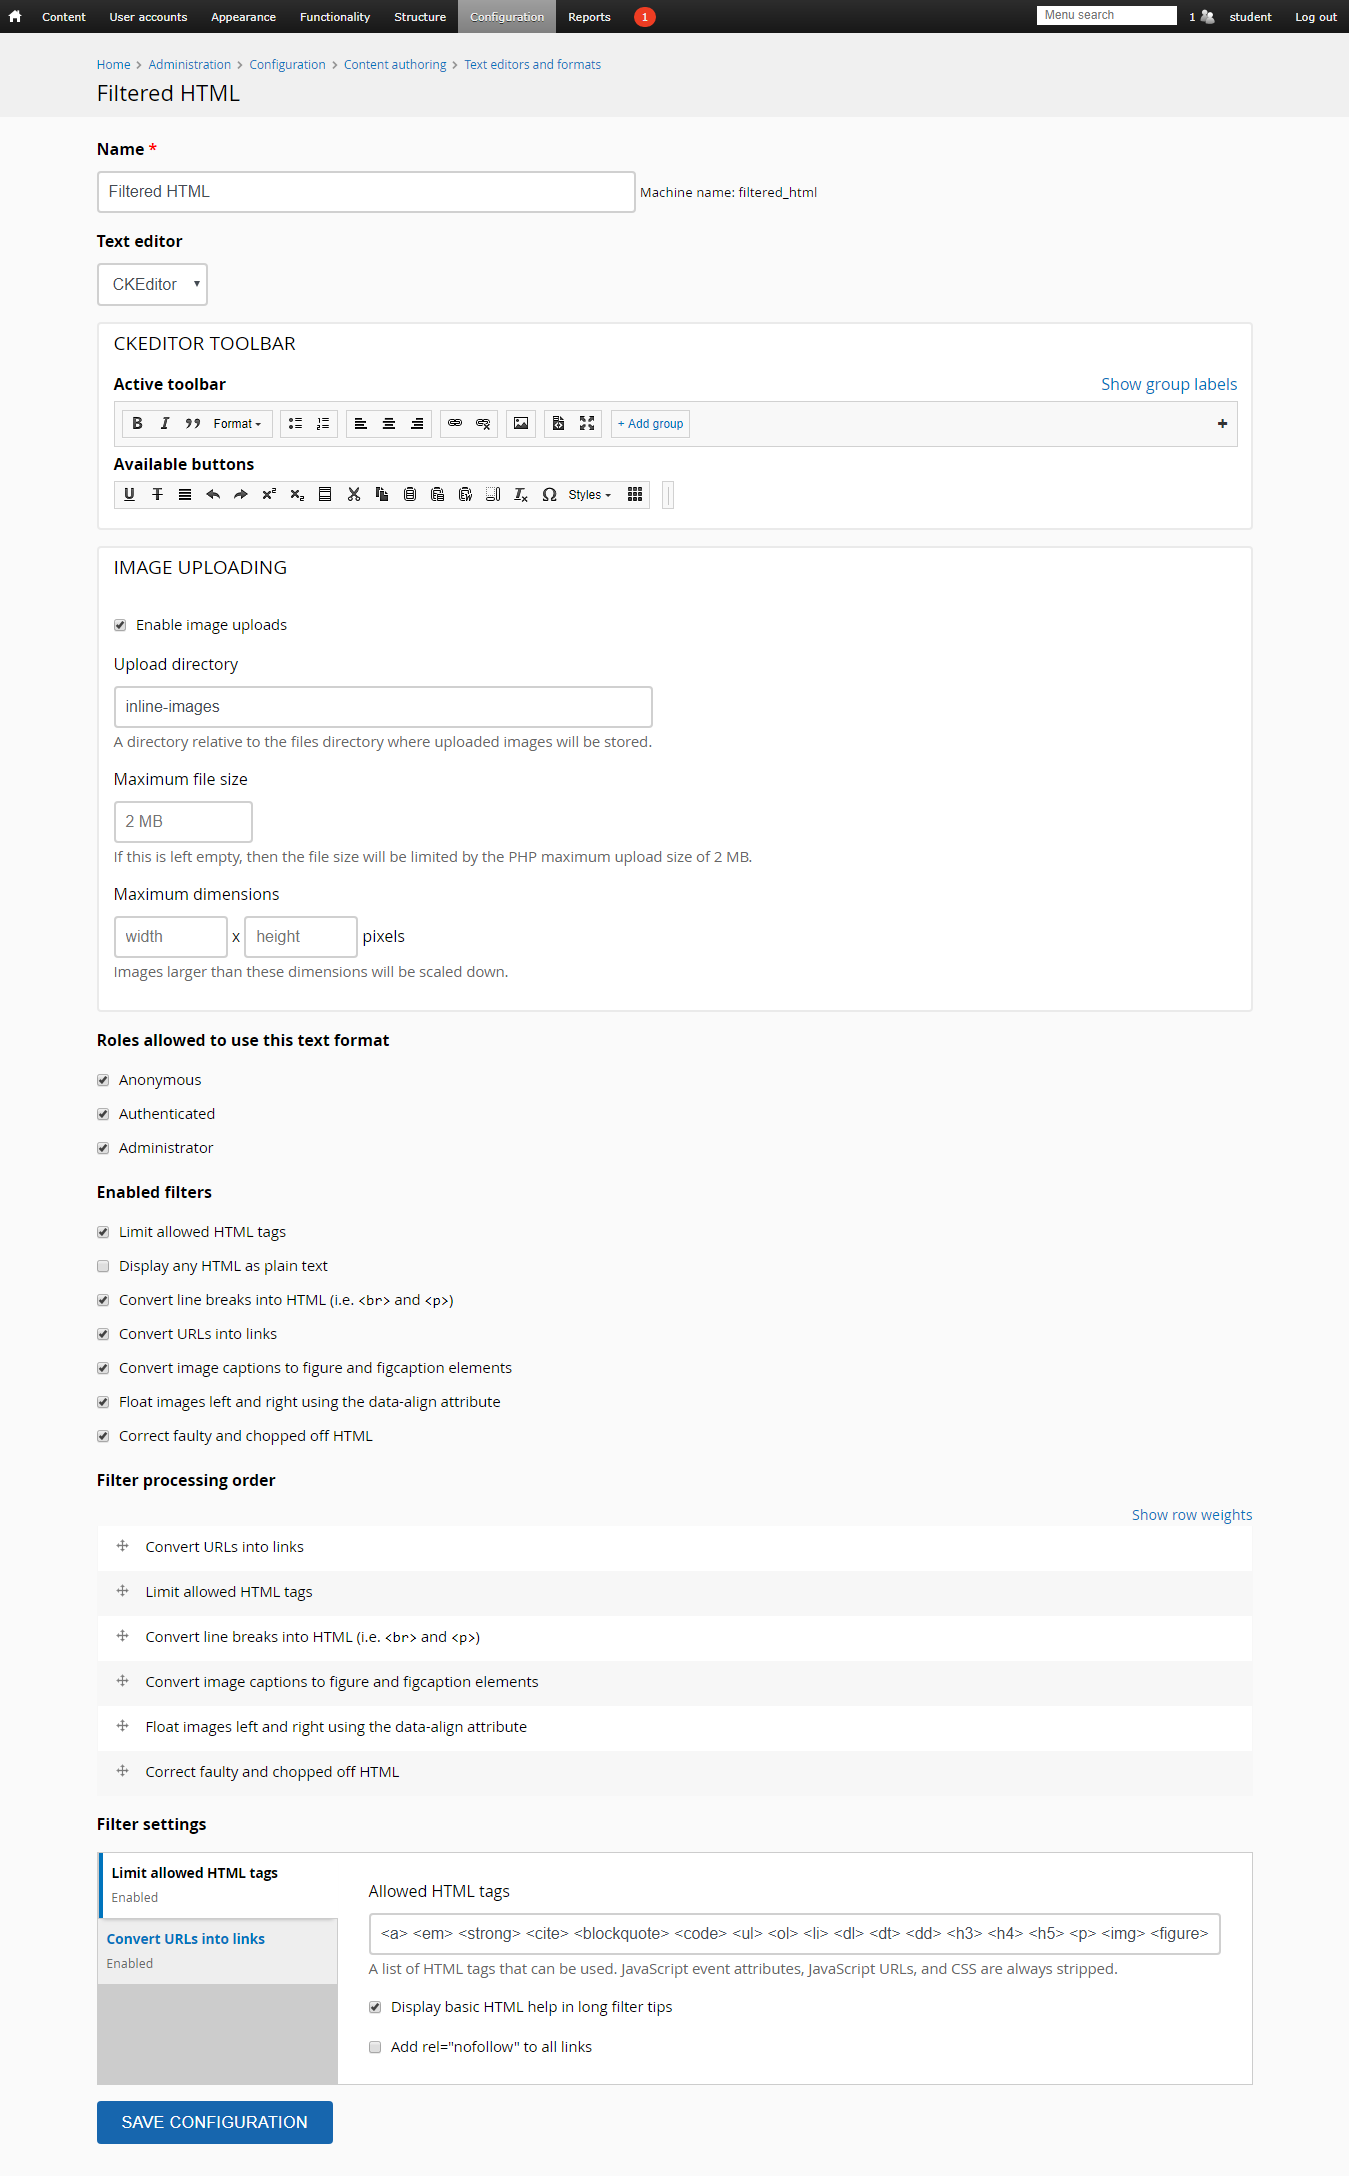 Content User accounts Appearance Functionality Structure Configuration Reports 1 Menu search 1 student Log out
Home › Administration › Configuration › Content authoring › Text editors and formats
Filtered HTML
Name *
Filtered HTML Machine name: filtered_html
Text editor
CKEditor
CKEDITOR TOOLBAR
Active toolbar Show group labels
B I Format + Add group +
Available buttons
U T x² x₂ Tx Ω Styles
IMAGE UPLOADING
Enable image uploads
Upload directory
inline-images
A directory relative to the files directory where uploaded images will be stored.
Maximum file size
2 MB
If this is left empty, then the file size will be limited by the PHP maximum upload size of 2 MB.
Maximum dimensions
width x height pixels
Images larger than these dimensions will be scaled down.
Roles allowed to use this text format
Anonymous
Authenticated
Administrator
Enabled filters
Limit allowed HTML tags
Display any HTML as plain text
Convert line breaks into HTML (i.e. <br> and <p>)
Convert URLs into links
Convert image captions to figure and figcaption elements
Float images left and right using the data-align attribute
Correct faulty and chopped off HTML
Filter processing order
Show row weights
Convert URLs into links
Limit allowed HTML tags
Convert line breaks into HTML (i.e. <br> and <p>)
Convert image captions to figure and figcaption elements
Float images left and right using the data-align attribute
Correct faulty and chopped off HTML
Filter settings
Limit allowed HTML tags
Enabled
Convert URLs into links
Enabled
Allowed HTML tags
<a> <em> <strong> <cite> <blockquote> <code> <ul> <ol> <li> <dl> <dt> <dd> <h3> <h4> <h5> <p> <img> <figure>
A list of HTML tags that can be used. JavaScript event attributes, JavaScript URLs, and CSS are always stripped.
Display basic HTML help in long filter tips
Add rel="nofollow" to all links
SAVE CONFIGURATION